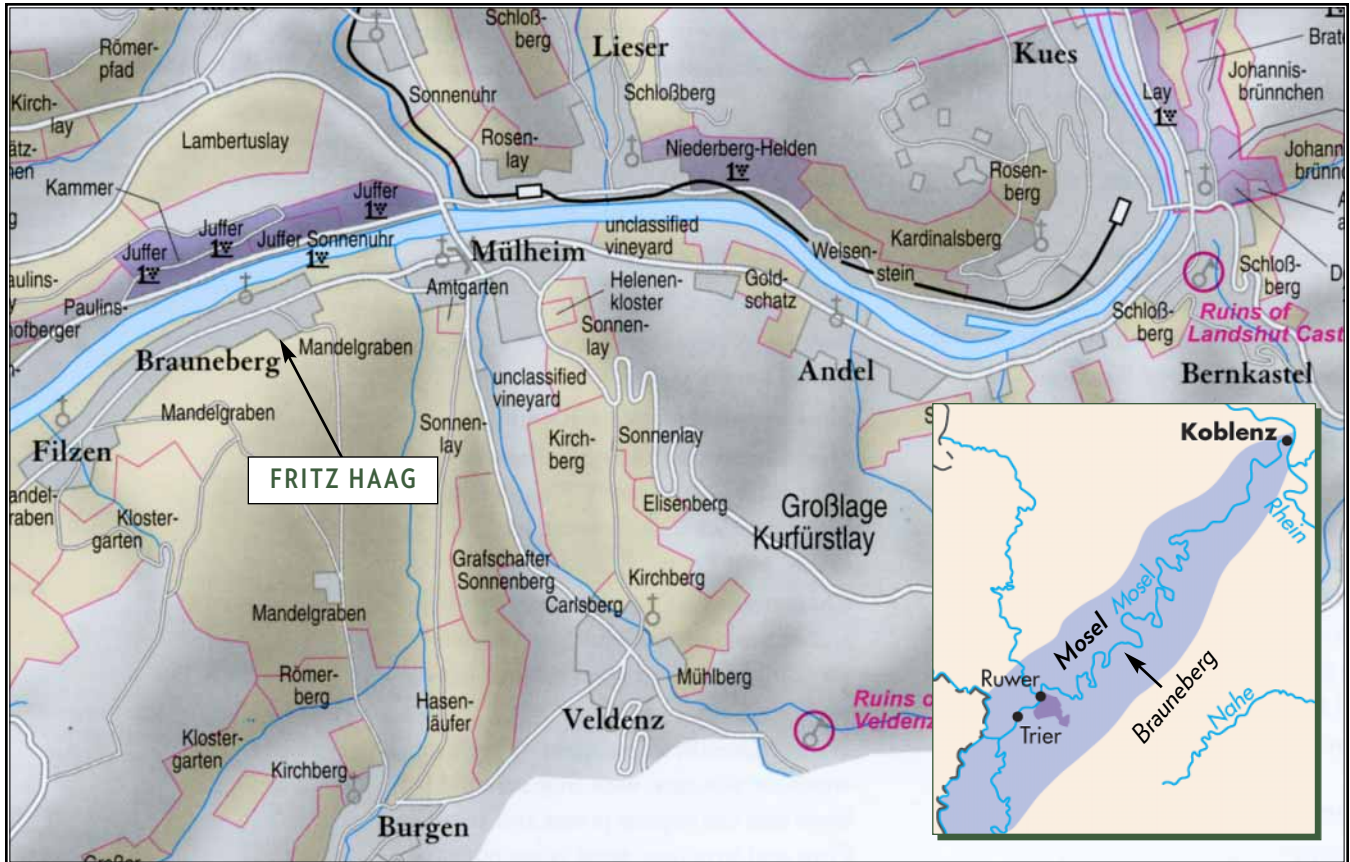 Römer-
pfad
Kirch-
lay
Lambertuslay
Kammer
Schloß-
berg
Lieser
Sonnenuhr
Schloßberg
Rosen-
lay
Niederberg-Helden
1
Kues
Lay
1
Johannis-
brünnchen
Rosen-
berg
Kardinalsberg
Juffer
1
Juffer
1
Juffer
1
Juffer Sonnenuhr
1
Paulins-
hofberger
Mülheim
unclassified
vineyard
Weisen-
stein
Amtgarten
Helenen-
kloster
Gold-
schatz
Sonnen-
lay
Schloß-
berg
Schloß-
berg
Ruins of
Landshut Cast
Brauneberg
Mandelgraben
Andel
Bernkastel
Mandelgraben
unclassified
vineyard
Filzen
Sonnen-
lay
Kirch-
berg
Sonnenlay
FRITZ HAAG
Elisenberg
Kloster-
garten
Großlage
Kurfürstlay
Grafschafter
Sonnenberg
Kirchberg
Carlsberg
Mandelgraben
Mühlberg
Römer-
berg
Hasen-
läufer
Veldenz
Ruins o
Veldenz
Kloster-
garten
Kirchberg
Burgen
Großer
Koblenz
Rhein
Mosel
Mosel
Ruwer
Trier
Brauneberg
Nahe